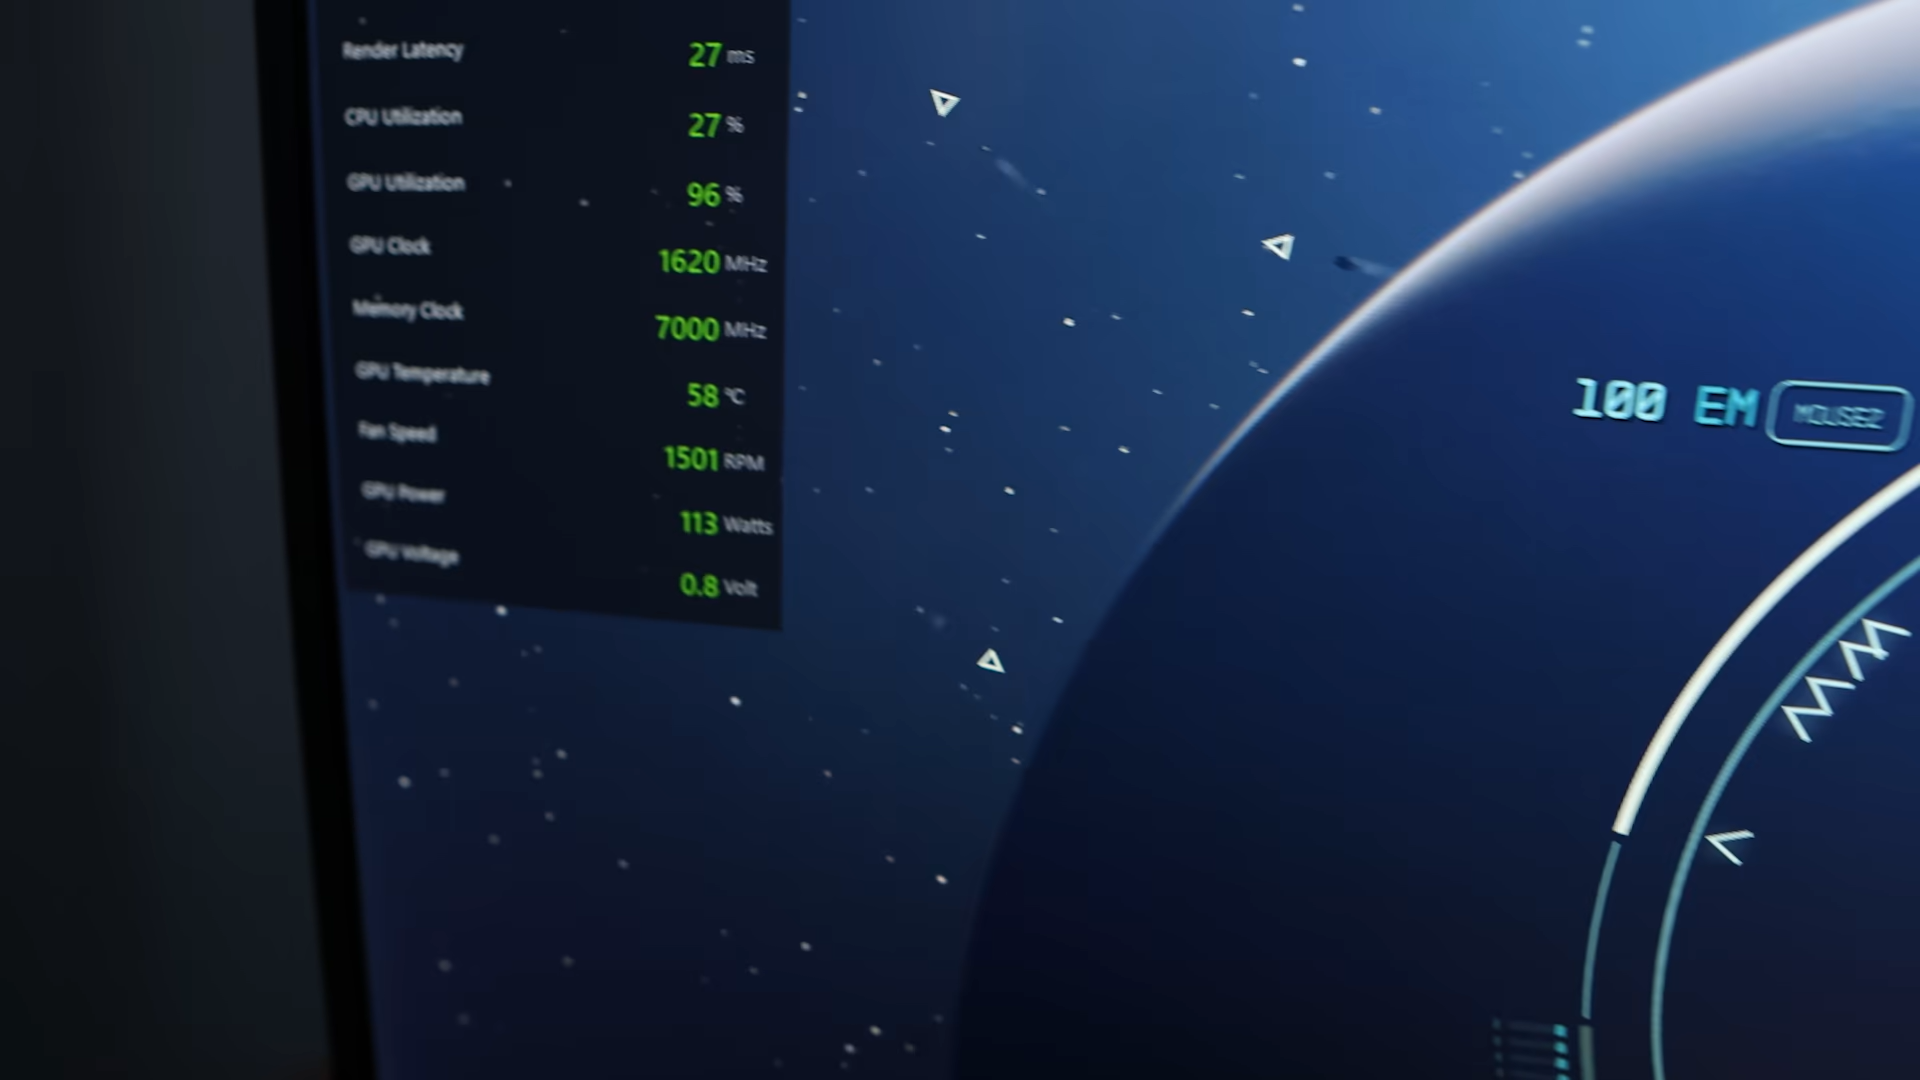 Render Latency 27 ms
CPU Utilization 27 %
GPU Utilization 96 %
GPU Clock 1620 MHz
Memory Clock 7000 MHz
GPU Temperature 58 °C
Fan Speed 1501 RPM
GPU Power 113 Watts
GPU Voltage 0.8 Volt
100 EM MOUSE2